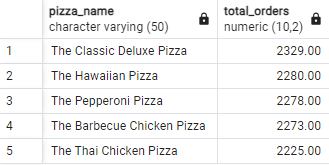 pizza_name total_orders
character varying (50) numeric (10,2)
1 The Classic Deluxe Pizza 2329.00
2 The Hawaiian Pizza 2280.00
3 The Pepperoni Pizza 2278.00
4 The Barbecue Chicken Pizza 2273.00
5 The Thai Chicken Pizza 2225.00